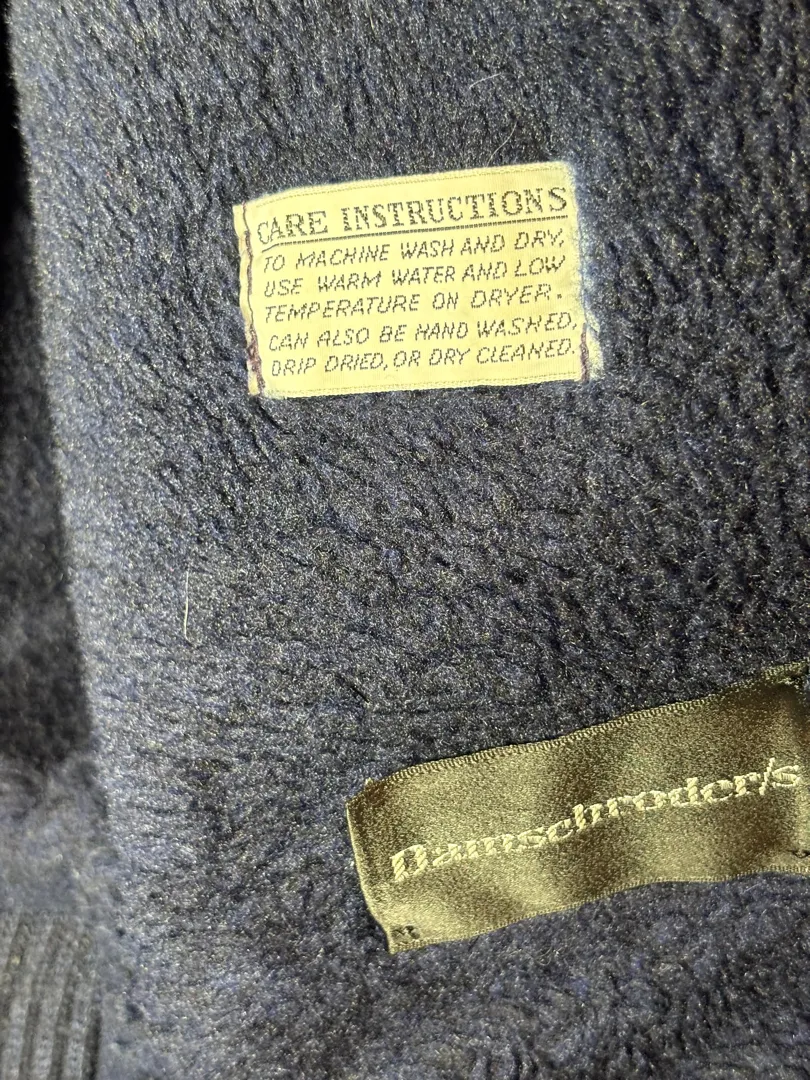 CARE INSTRUCTIONS
TO MACHINE WASH AND DRY,
USE WARM WATER AND LOW
TEMPERATURE ON DRYER.
CAN ALSO BE HAND WASHED,
DRIP DRIED, OR DRY CLEANED.
Damschroder/s